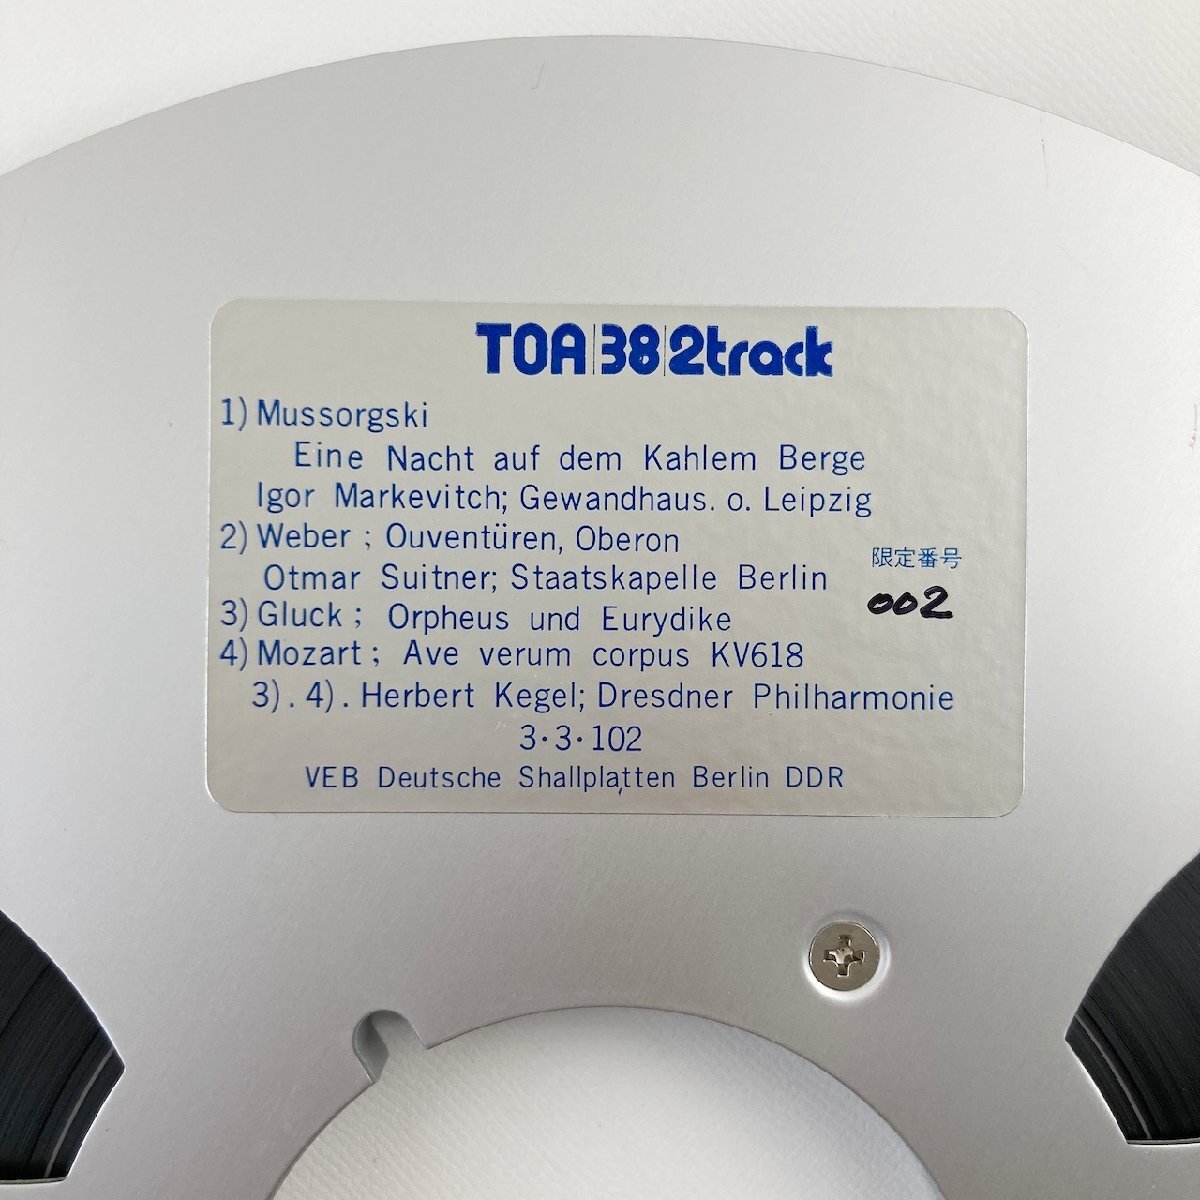 TOA|38|2track
1) Mussorgski
Eine Nacht auf dem Kahlem Berge
Igor Markevitch; Gewandhaus. o. Leipzig
2) Weber ; Ouventüren, Oberon
限定番号
Otmar Suitner; Staatskapelle Berlin
002
3) Gluck ; Orpheus und Eurydike
4) Mozart ; Ave verum corpus KV618
3). 4). Herbert Kegel; Dresdner Philharmonie
3·3·102
VEB Deutsche Shallplatten Berlin DDR